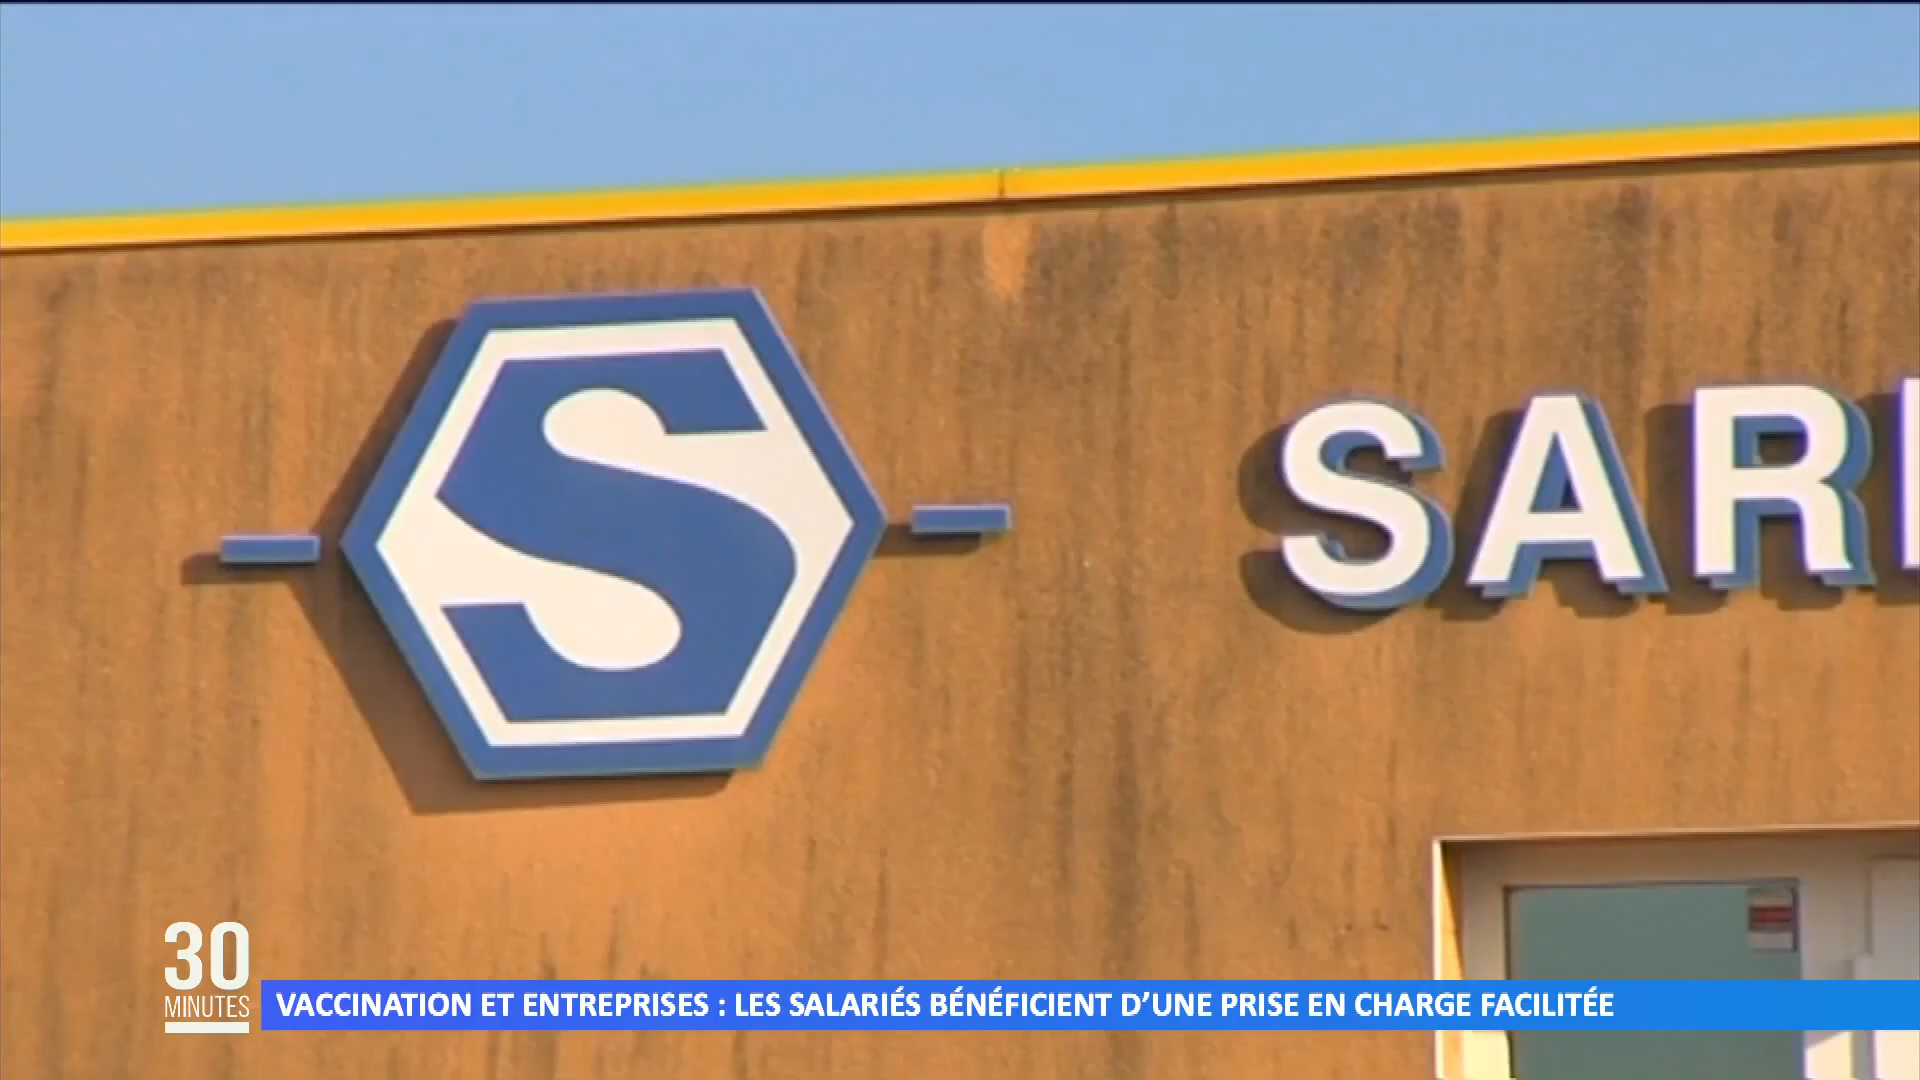 S
SAR
30
MINUTES
VACCINATION ET ENTREPRISES : LES SALARIÉS BÉNÉFICIENT D’UNE PRISE EN CHARGE FACILITÉE